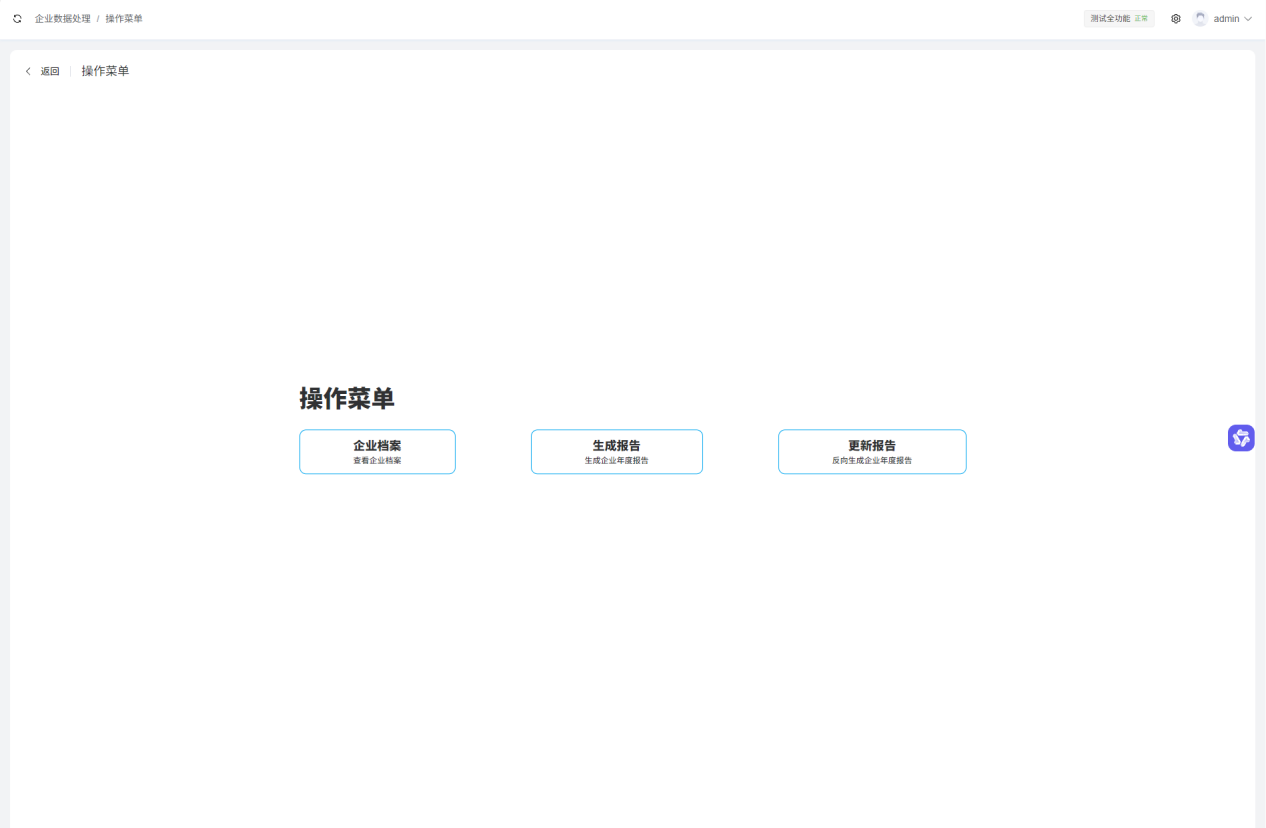 企业数据处理 / 操作菜单
测试全功能 正常
admin
返回
操作菜单
操作菜单
企业档案
查看企业档案
生成报告
生成企业年度报告
更新报告
反向生成企业年度报告